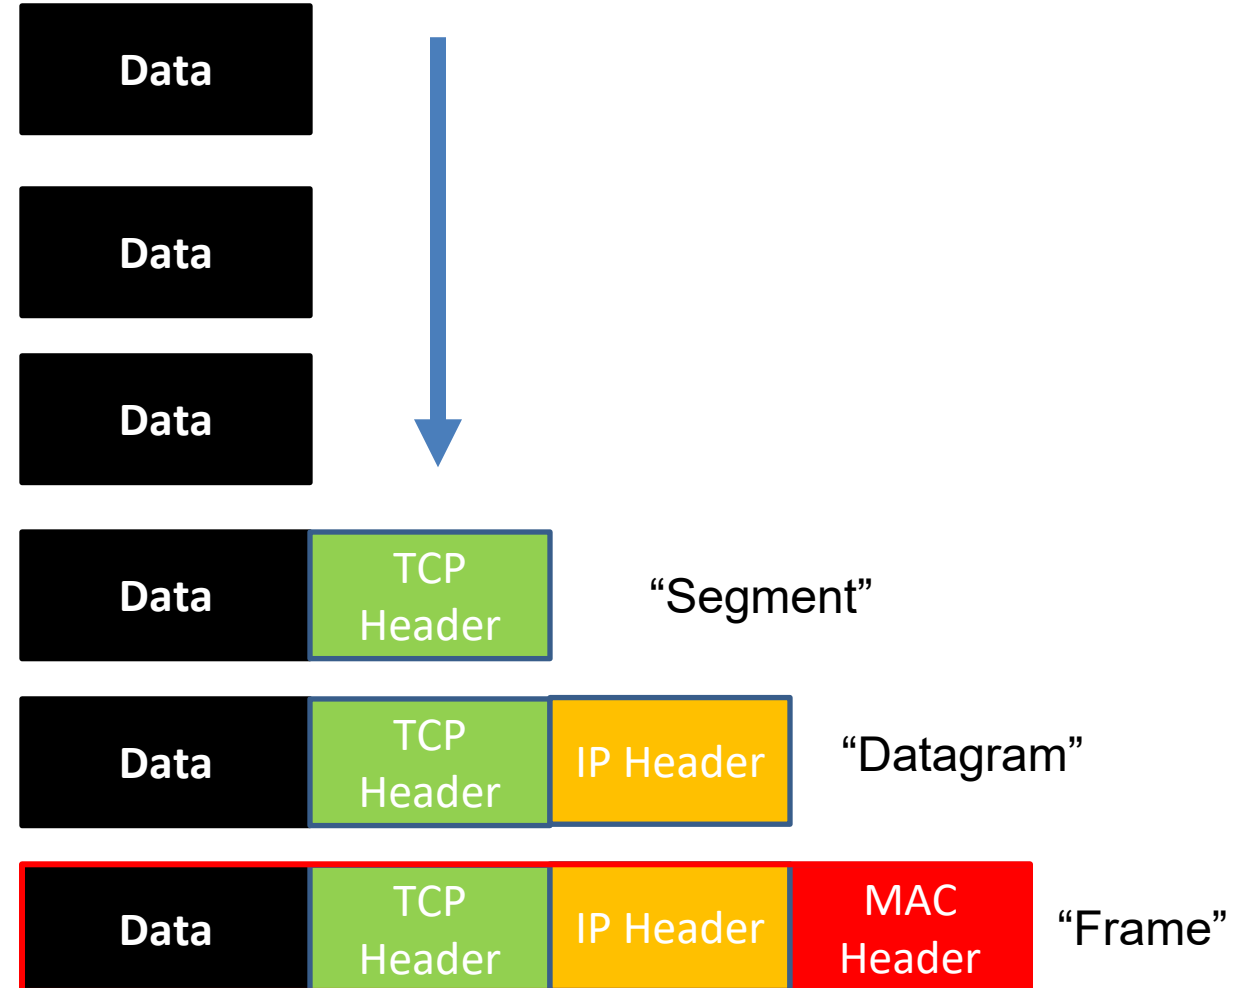 Data
Data
Data
Data
TCP
Header
“Segment”
Data
TCP
Header
IP Header
“Datagram”
Data
TCP
Header
IP Header
MAC
Header
“Frame”